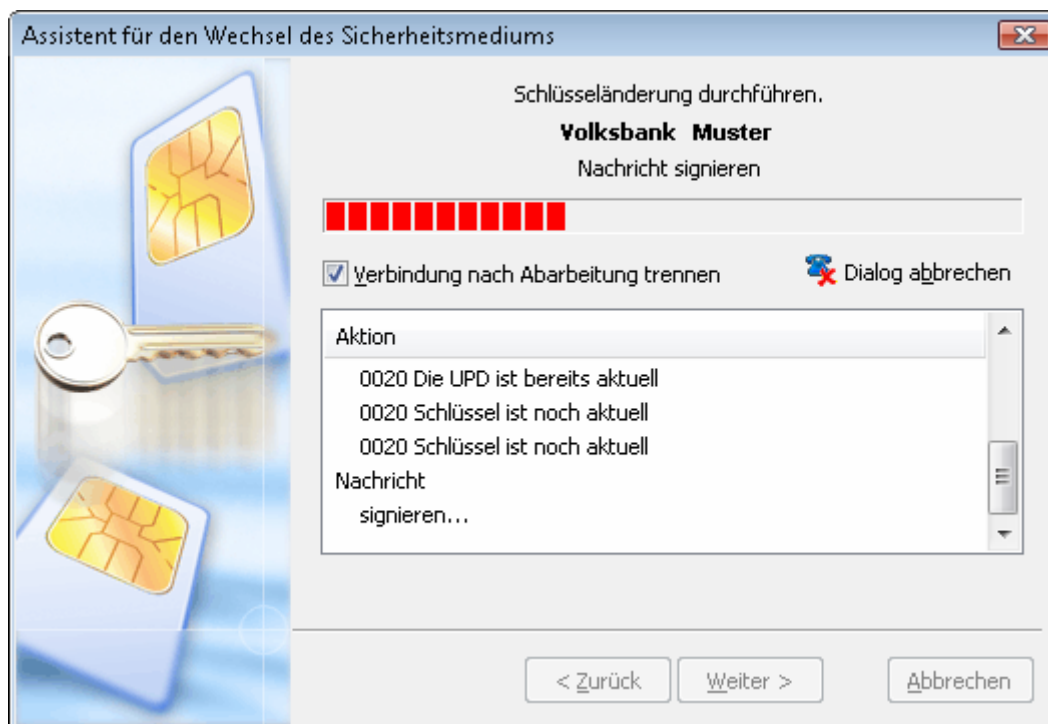 Assistent für den Wechsel des Sicherheitsmediums
Schlüsseländerung durchführen.
Volksbank Muster
Nachricht signieren
Verbindung nach Abarbeitung trennen
Dialog abbrechen
Aktion
0020 Die UPD ist bereits aktuell
0020 Schlüssel ist noch aktuell
0020 Schlüssel ist noch aktuell
Nachricht
signieren...
< Zurück
Weiter >
Abbrechen